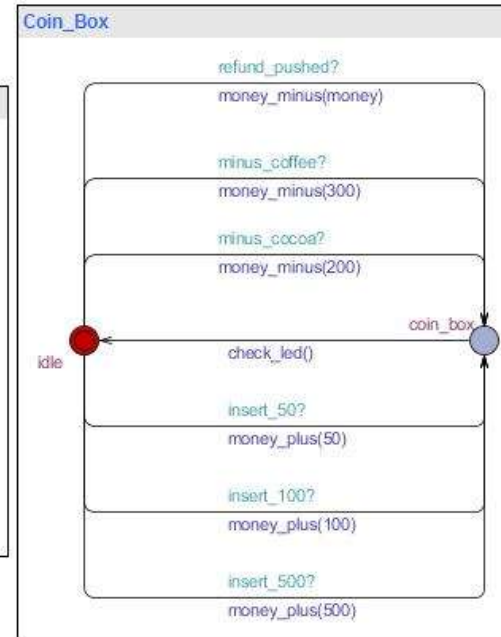 Coin_Box
refund_pushed?
money_minus(money)
minus_coffee?
money_minus(300)
minus_cocoa?
money_minus(200)
coin_box
idle
check_led()
insert_50?
money_plus(50)
insert_100?
money_plus(100)
insert_500?
money_plus(500)